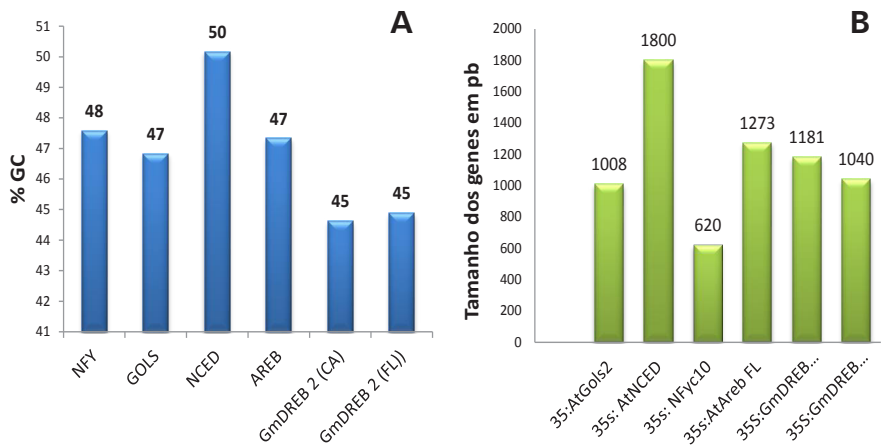 A
% GC
51
50
49
48
47
46
45
44
43
42
41
48
47
50
47
45
45
NFY
GOLS
NCED
AREB
GmDREB 2 (CA)
GmDREB 2 (FL))
B
Tamanho dos genes em pb
2000
1800
1600
1400
1200
1000
800
600
400
200
0
1008
1800
620
1273
1181
1040
35:AtGols2
35s: AtNCED
35s: NFyc10
35s:AtAreb FL
35S:GmDREB...
35S:GmDREB...